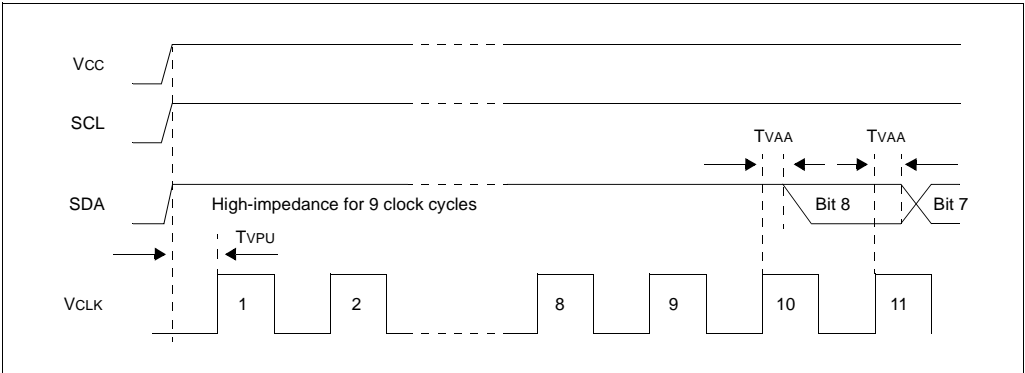 VCC
SCL
TVAA TVAA
SDA High-impedance for 9 clock cycles Bit 8 Bit 7
TVPU
VCLK 1 2 8 9 10 11